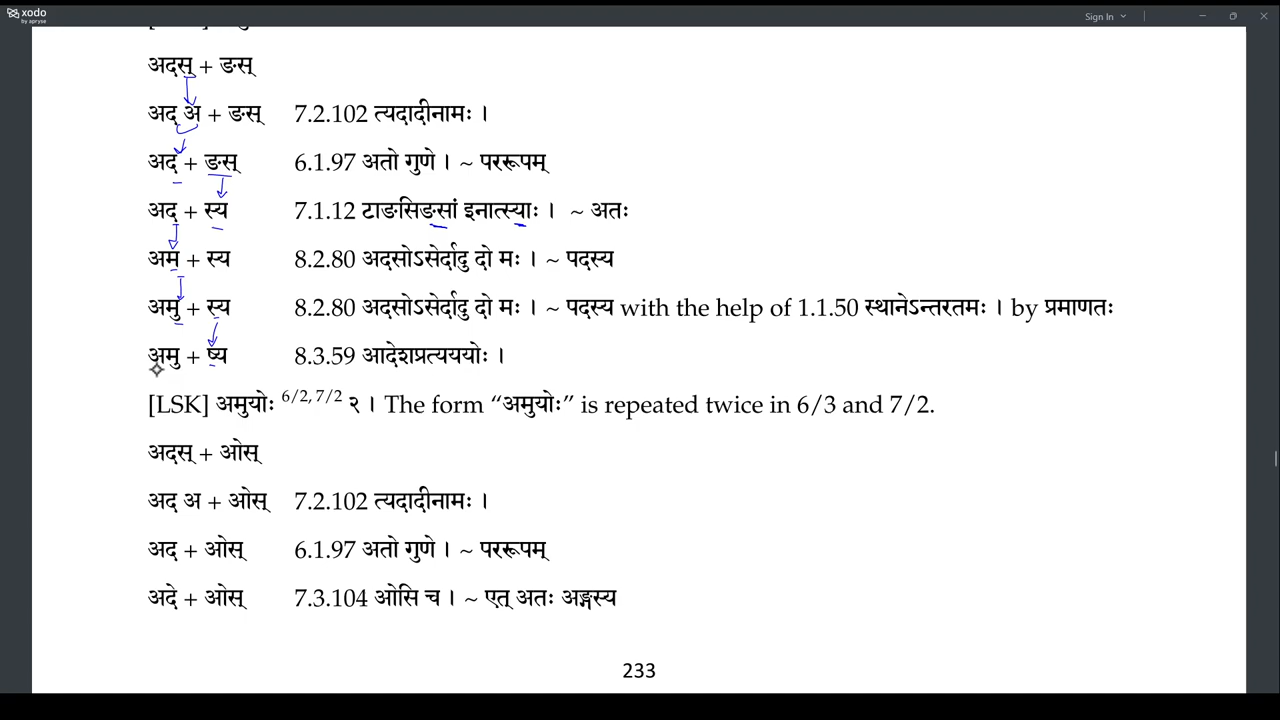 xodo
by apryse
Sign In
अदस् + ङस्
अद अ + ङस् 7.2.102 त्यदादीनामः ।
अद + ङस् 6.1.97 अतो गुणे । ~ पररूपम्
अद + स्य 7.1.12 टाङसिङसां इनात्स्याः । ~ अतः
अम + स्य 8.2.80 अदसोऽसेर्दादु दो मः । ~ पदस्य
अमु + स्य 8.2.80 अदसोऽसेर्दादु दो मः । ~ पदस्य with the help of 1.1.50 स्थानेऽन्तरतमः । by प्रमाणतः
अमु + ष्य 8.3.59 आदेशप्रत्यययोः ।
[LSK] अमुयोः 6/2, 7/2 २ । The form “अमुयोः” is repeated twice in 6/3 and 7/2.
अदस् + ओस्
अद अ + ओस् 7.2.102 त्यदादीनामः ।
अद + ओस् 6.1.97 अतो गुणे । ~ पररूपम्
अदे + ओस् 7.3.104 ओसि च । ~ एत् अतः अङ्गस्य
233